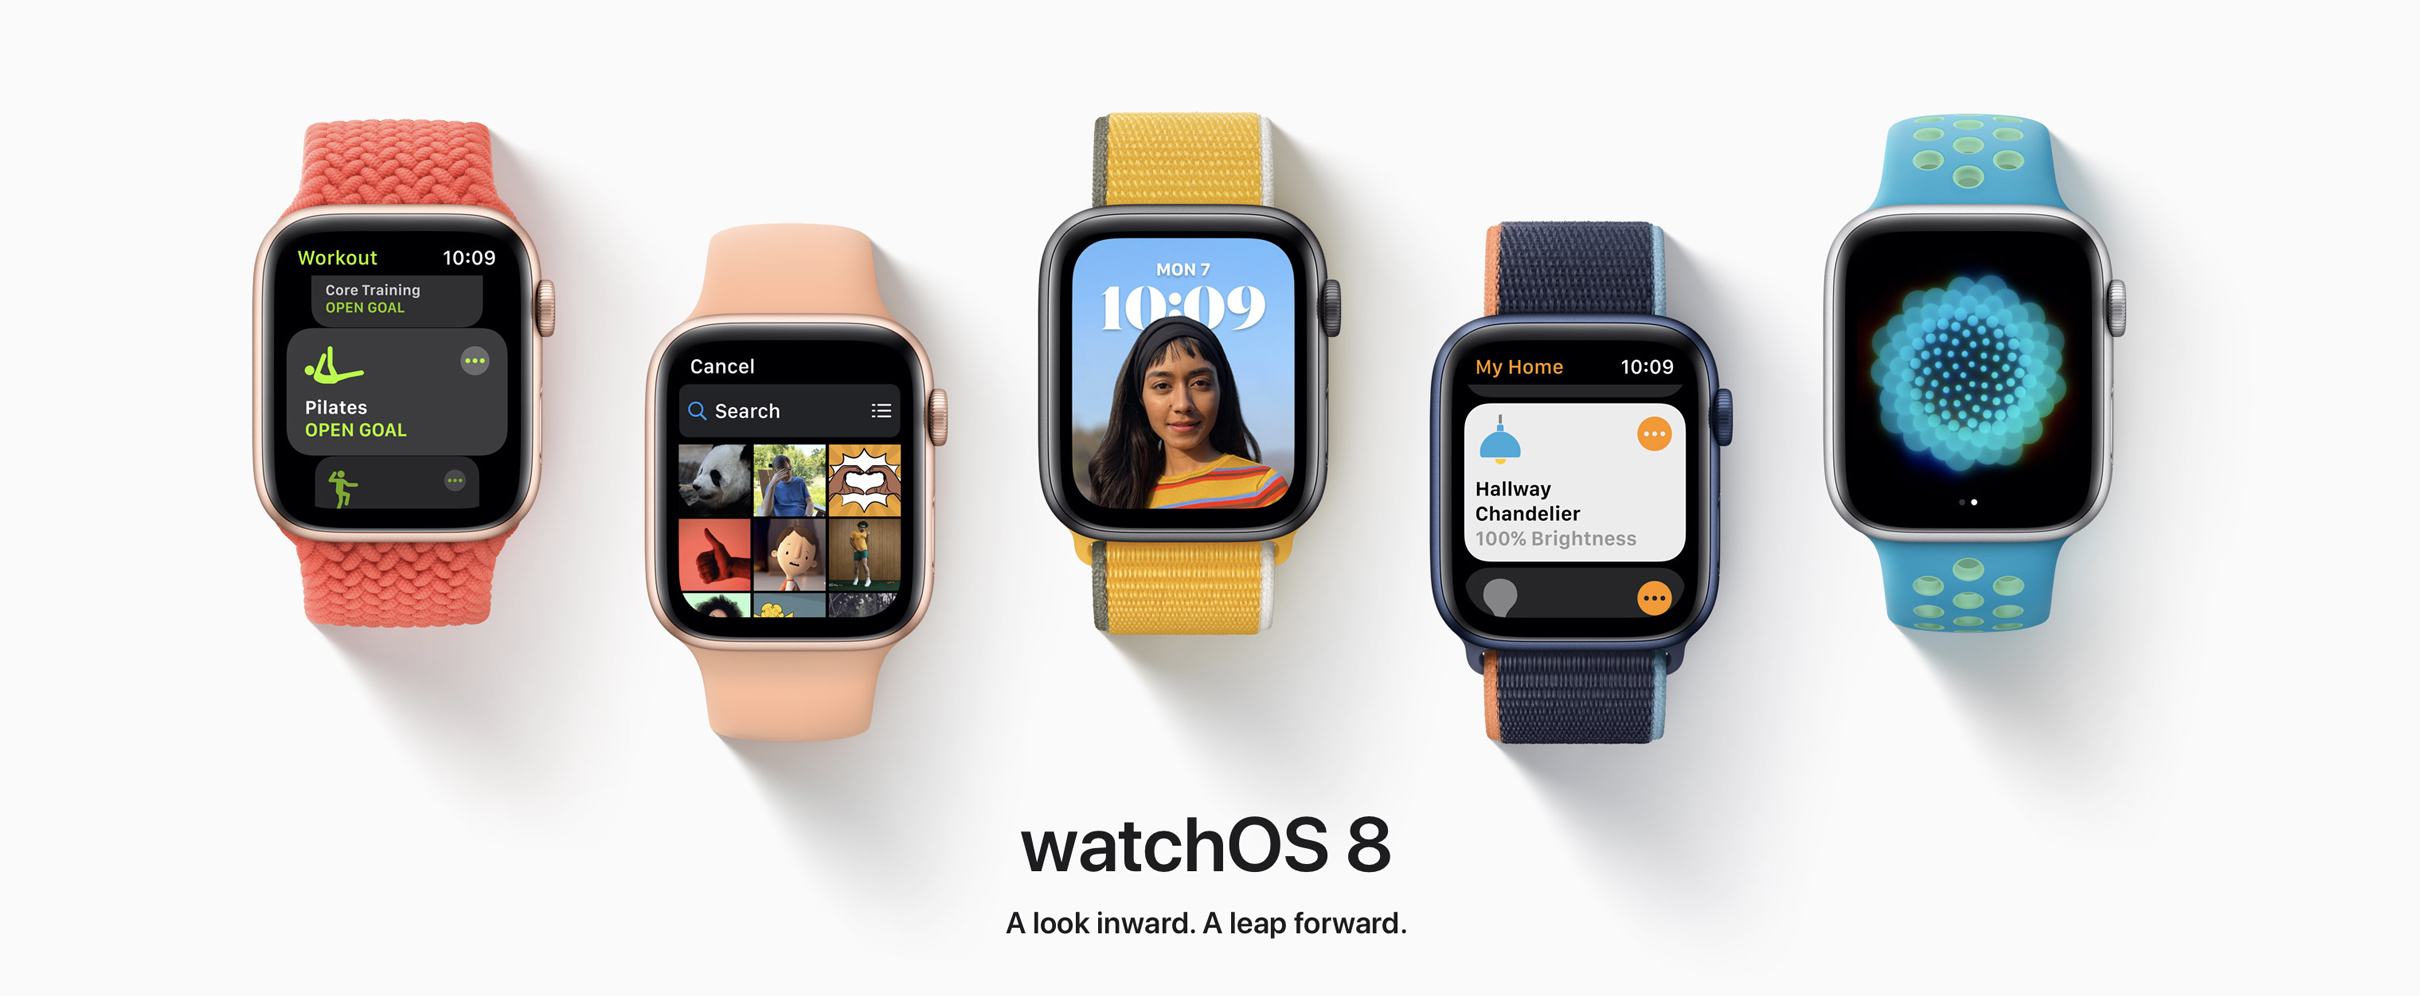 Workout 10:09
Core Training
OPEN GOAL
Pilates
OPEN GOAL
Cancel
Search
MON 7
10:09
My Home 10:09
Hallway
Chandelier
100% Brightness
watchOS 8
A look inward. A leap forward.